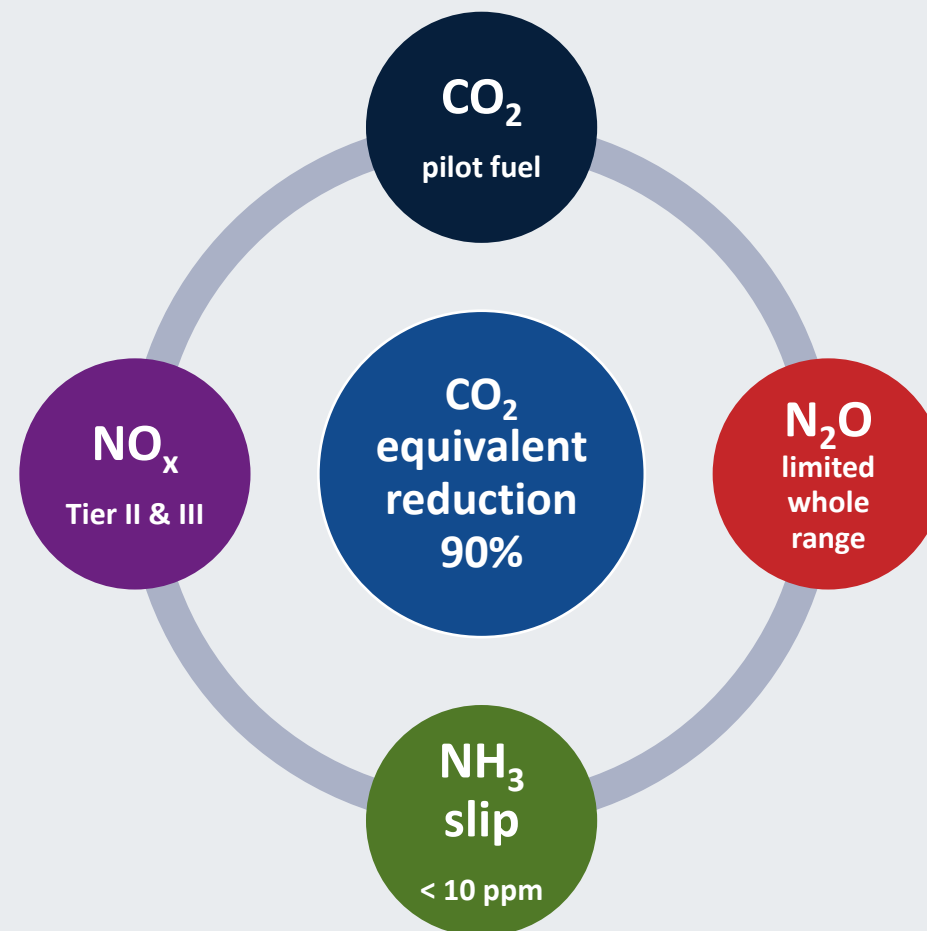 CO₂
pilot fuel
NOₓ
Tier II & III
CO₂
equivalent
reduction
90%
N₂O
limited
whole
range
NH₃
slip
< 10 ppm